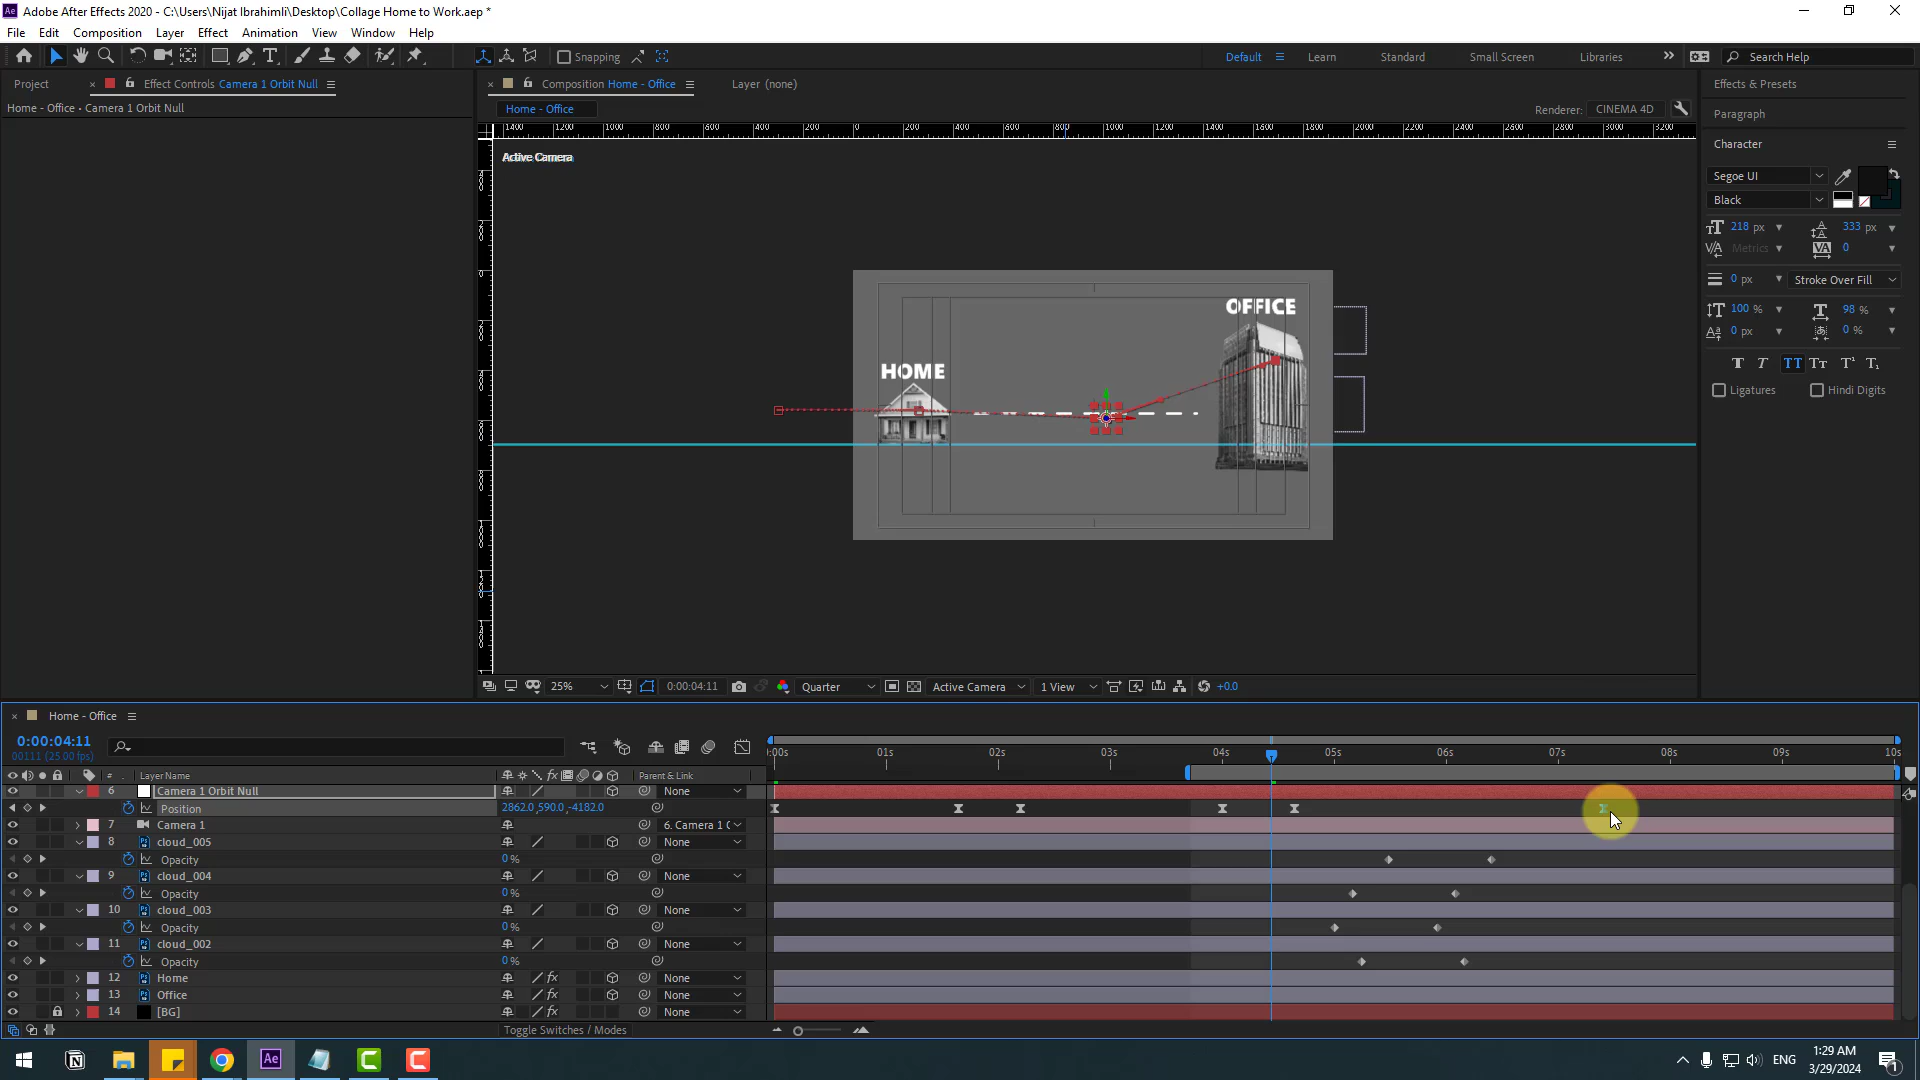 Adobe After Effects 2020 - C:\Users\Nijat Ibrahimli\Desktop\Collage Home to Work.aep *
File Edit Composition Layer Effect Animation View Window Help
Snapping Default Learn Standard Small Screen Libraries Search Help
Project Effect Controls Camera 1 Orbit Null Composition Home - Office Layer (none) Effects & Presets
Home - Office • Camera 1 Orbit Null Home - Office Renderer: CINEMA 4D Paragraph
Active Camera Character
Segoe UI
Black
218 px 333 px
Metrics 0
0 px Stroke Over Fill
100 % 98 %
0 px 0 %
Ligatures Hindi Digits
OFFICE
HOME
25% 0:00:04:11 Quarter Active Camera 1 View +0.0
Home - Office
0:00:04:11
00111 (25.00 fps)
:00s 01s 02s 03s 04s 05s 06s 07s 08s 09s 10s
# Layer Name Parent & Link
6 Camera 1 Orbit Null None
Position 2862.0,590.0,-4182.0
7 Camera 1 6. Camera 1 O
8 cloud_005 None
Opacity 0 %
9 cloud_004 None
Opacity 0 %
10 cloud_003 None
Opacity 0 %
11 cloud_002 None
Opacity 0 %
12 Home None
13 Office None
14 [BG] None
Toggle Switches / Modes
ENG 1:29 AM
3/29/2024